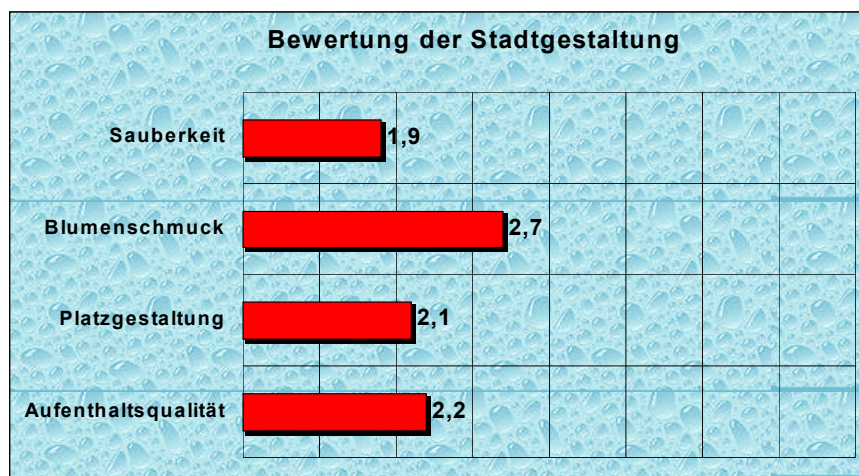 Bewertung der Stadtgestaltung
Sauberkeit 1,9
Blumenschmuck 2,7
Platzgestaltung 2,1
Aufenthaltsqualität 2,2